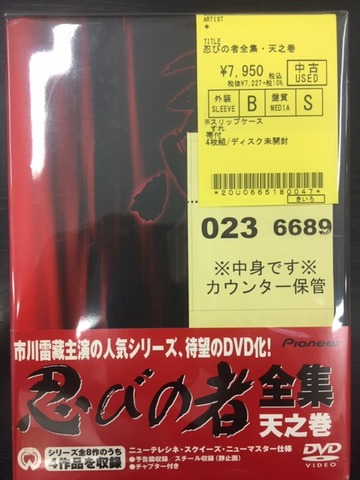 ARTIST
*
TITLE
忍びの者全集・天之巻
¥7,950 税込
税抜¥7,227+税10%
中古
USED
外装
SLEEVE
B
盤質
MEDIA
S
※スリップケース
すれ
帯付
4枚組/ディスク未開封
*20U0665180047*
きいろ
023 6689
※中身です※
カウンター保管
市川雷蔵主演の人気シリーズ、待望のDVD化!
Pioneer
忍びの者 全集
天之巻
シリーズ全8作のうち
4作品を収録
ニューテレシネ・スクイーズ・ニューマスター仕様
●予告篇収録/スチール収録(静止画)
●チャプター付き
DVD
VIDEO